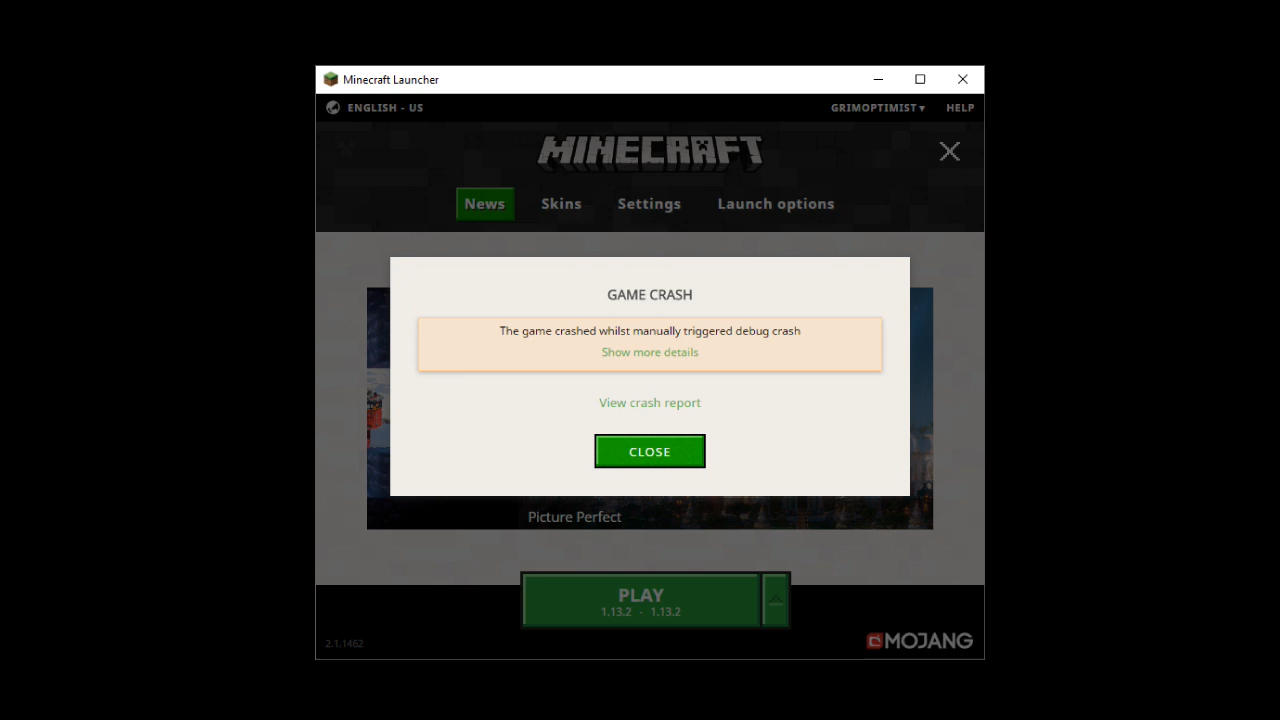 Minecraft Launcher
ENGLISH - US
GRIMOPTIMIST▾
HELP
MINECRAFT
News
Skins
Settings
Launch options
GAME CRASH
The game crashed whilst manually triggered debug crash
Show more details
View crash report
CLOSE
Picture Perfect
PLAY
1.13.2 - 1.13.2
2.1.1462
MOJANG